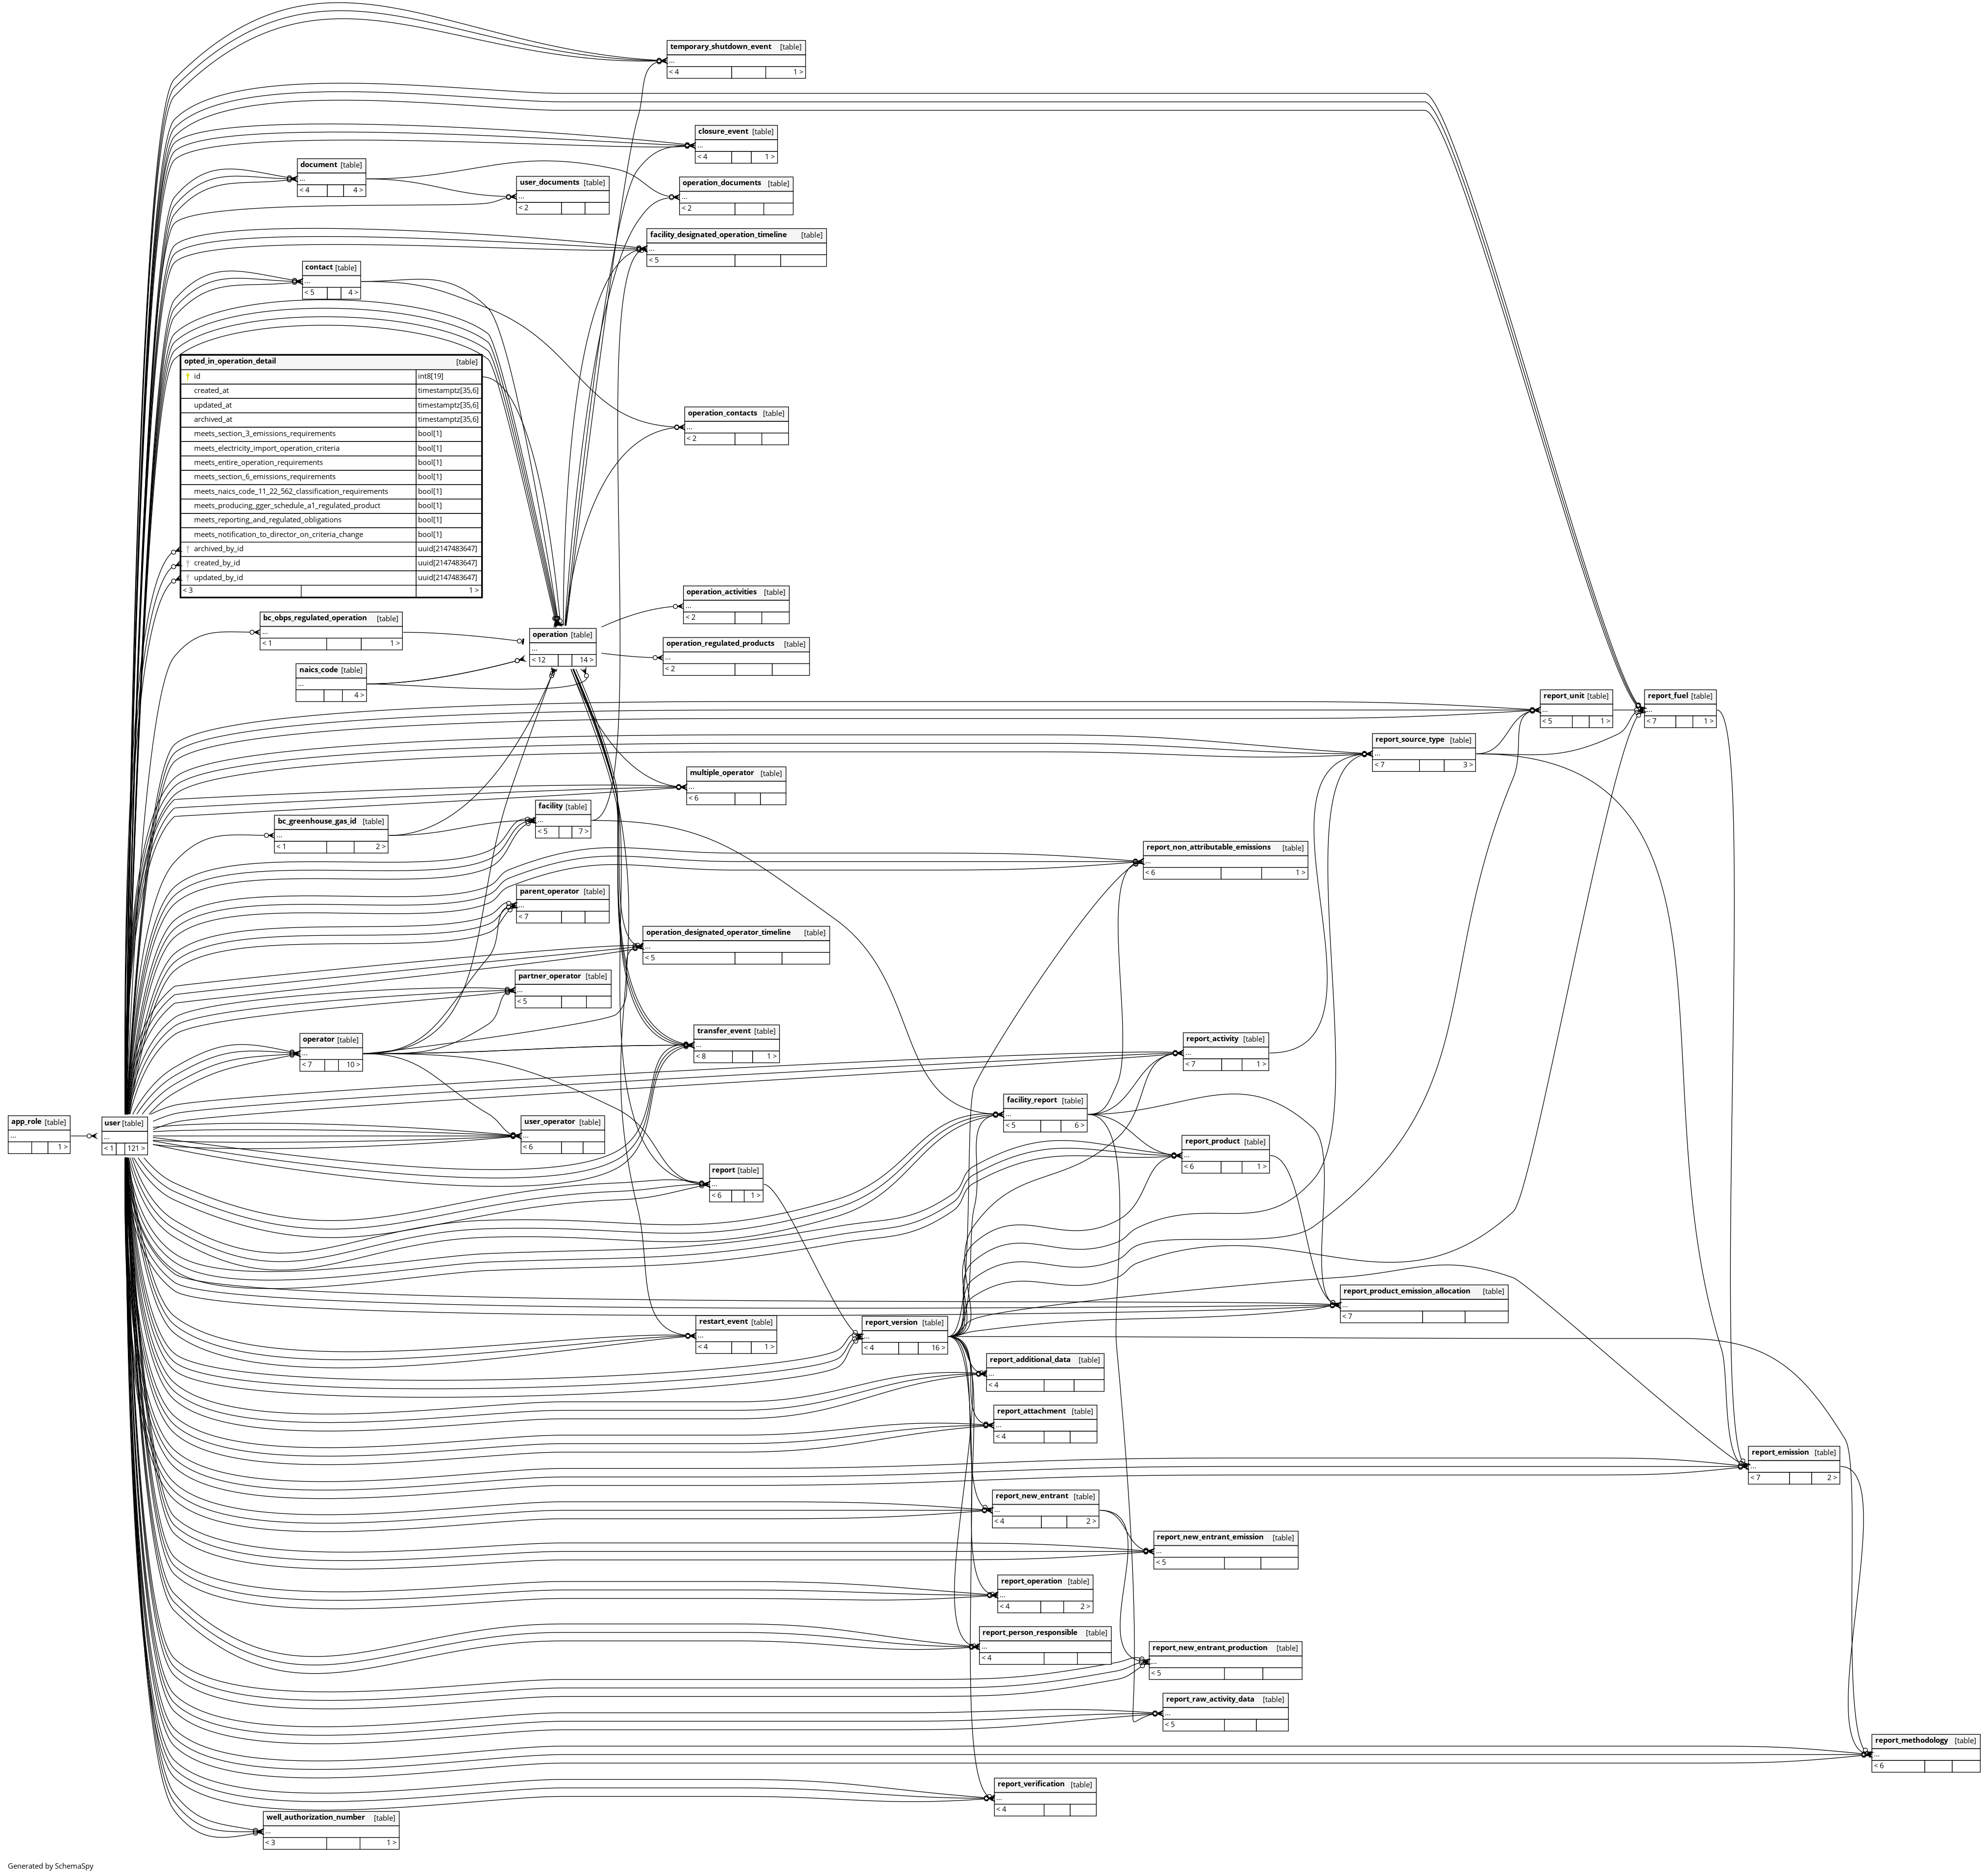 temporary_shutdown_event [table]
...
< 4 1 >
closure_event [table]
...
< 4 1 >
document [table]
...
< 4 4 >
user_documents [table]
...
< 2
operation_documents [table]
...
< 2
facility_designated_operation_timeline [table]
...
< 5
contact [table]
...
< 5 4 >
opted_in_operation_detail [table]
id int8[19]
created_at timestamptz[35,6]
updated_at timestamptz[35,6]
archived_at timestamptz[35,6]
meets_section_3_emissions_requirements bool[1]
meets_electricity_import_operation_criteria bool[1]
meets_entire_operation_requirements bool[1]
meets_section_6_emissions_requirements bool[1]
meets_naics_code_11_22_562_classification_requirements bool[1]
meets_producing_gger_schedule_a1_regulated_product bool[1]
meets_reporting_and_regulated_obligations bool[1]
meets_notification_to_director_on_criteria_change bool[1]
archived_by_id uuid[2147483647]
created_by_id uuid[2147483647]
updated_by_id uuid[2147483647]
< 3 1 >
operation_contacts [table]
...
< 2
operation_activities [table]
...
< 2
bc_obps_regulated_operation [table]
...
< 1 1 >
operation [table]
...
< 12 14 >
operation_regulated_products [table]
...
< 2
naics_code [table]
...
4 >
report_unit [table]
...
< 5 1 >
report_fuel [table]
...
< 7 1 >
report_source_type [table]
...
< 7 3 >
multiple_operator [table]
...
< 6
facility [table]
...
< 5 7 >
bc_greenhouse_gas_id [table]
...
< 1 2 >
report_non_attributable_emissions [table]
...
< 6 1 >
parent_operator [table]
...
< 7
operation_designated_operator_timeline [table]
...
< 5
partner_operator [table]
...
< 5
transfer_event [table]
...
< 8 1 >
operator [table]
...
< 7 10 >
report_activity [table]
...
< 7 1 >
facility_report [table]
...
< 5 6 >
app_role [table]
...
1 >
user [table]
...
< 1 121 >
user_operator [table]
...
< 6
report_product [table]
...
< 6 1 >
report [table]
...
< 6 1 >
report_product_emission_allocation [table]
...
< 7
restart_event [table]
...
< 4 1 >
report_version [table]
...
< 4 16 >
report_additional_data [table]
...
< 4
report_attachment [table]
...
< 4
report_emission [table]
...
< 7 2 >
report_new_entrant [table]
...
< 4 2 >
report_new_entrant_emission [table]
...
< 5
report_operation [table]
...
< 4 2 >
report_person_responsible [table]
...
< 4
report_new_entrant_production [table]
...
< 5
report_raw_activity_data [table]
...
< 5
report_methodology [table]
...
< 6
report_verification [table]
...
< 4
well_authorization_number [table]
...
< 3 1 >
Generated by SchemaSpy